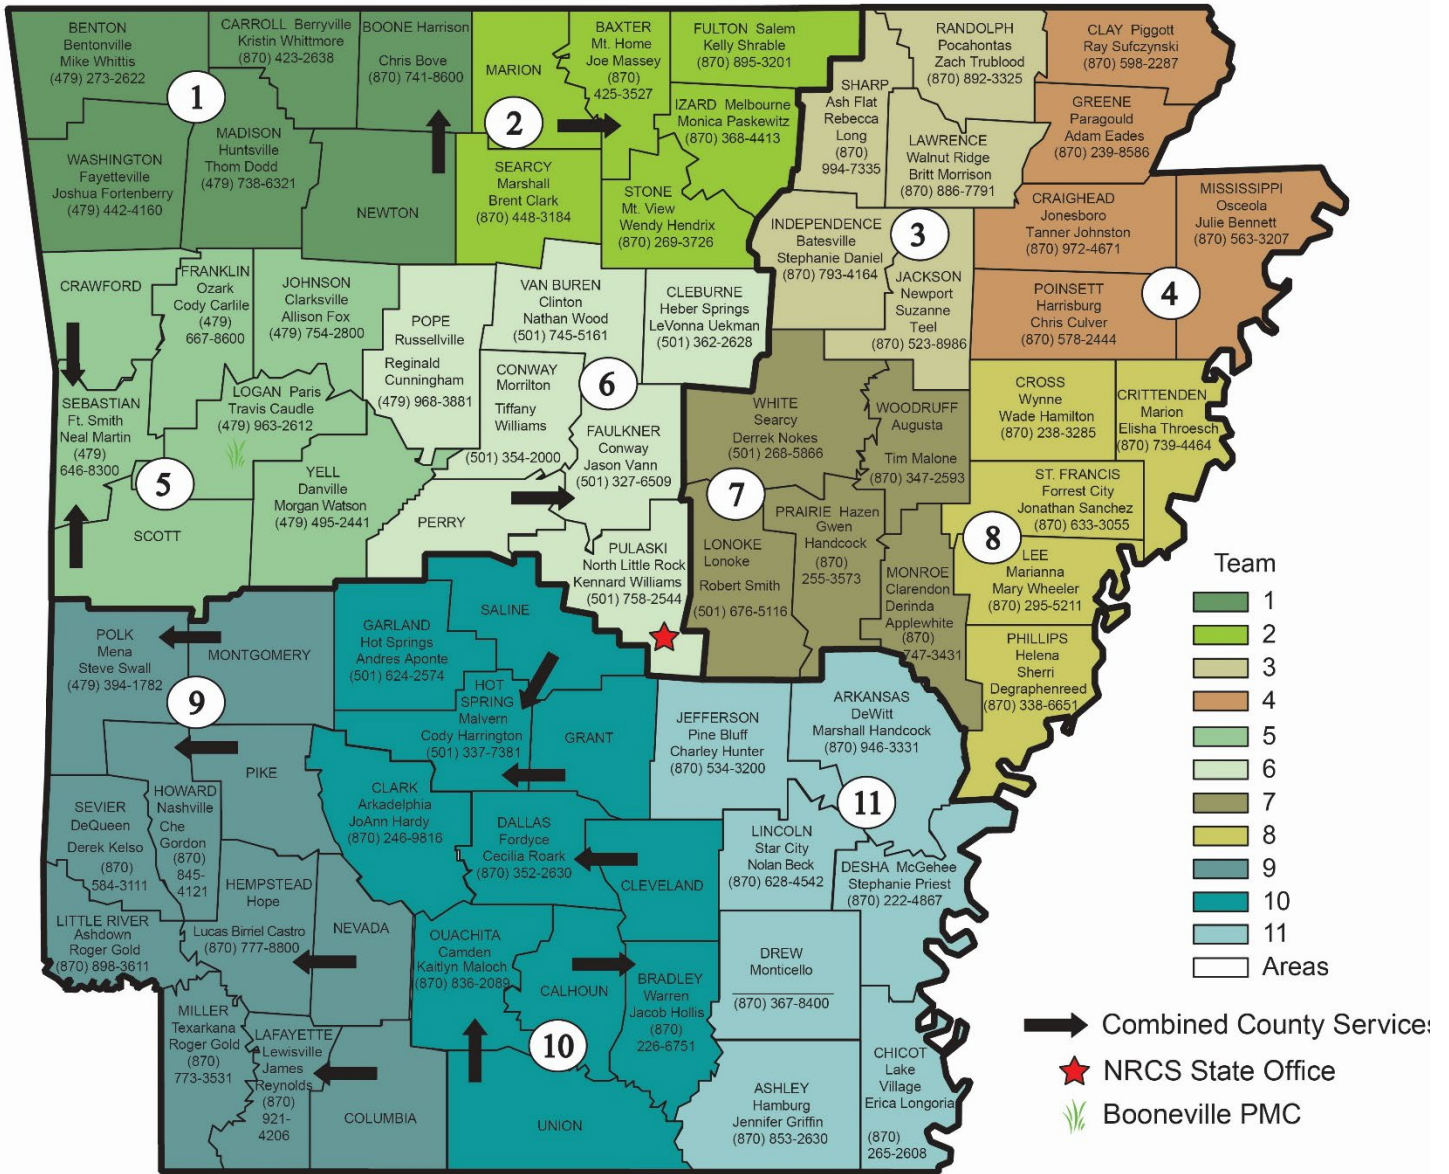 BENTON
Bentonville
Mike Whittis
(479) 273-2622
CARROLL Berryville
Kristin Whittmore
(870) 423-2638
BOONE Harrison
Chris Bove
(870) 741-8600
1
WASHINGTON
Fayetteville
Joshua Fortenberry
(479) 442-4160
MADISON
Huntsville
Thom Dodd
(479) 738-6321
NEWTON
MARION
BAXTER
Mt. Home
Joe Massey
(870)
425-3527
FULTON Salem
Kelly Shrable
(870) 895-3201
2
IZARD Melbourne
Monica Paskewitz
(870) 368-4413
SEARCY
Marshall
Brent Clark
(870) 448-3184
STONE
Mt. View
Wendy Hendrix
(870) 269-3726
SHARP
Ash Flat
Rebecca
Long
(870)
994-7335
RANDOLPH
Pocahontas
Zach Trublood
(870) 892-3325
LAWRENCE
Walnut Ridge
Britt Morrison
(870) 886-7791
INDEPENDENCE
Batesville
Stephanie Daniel
(870) 793-4164
3
JACKSON
Newport
Suzanne
Teel
(870) 523-8986
CLAY Piggott
Ray Sufczynski
(870) 598-2287
GREENE
Paragould
Adam Eades
(870) 239-8586
CRAIGHEAD
Jonesboro
Tanner Johnston
(870) 972-4671
MISSISSIPPI
Osceola
Julie Bennett
(870) 563-3207
POINSETT
Harrisburg
Chris Culver
(870) 578-2444
4
CRAWFORD
FRANKLIN
Ozark
Cody Carlile
(479)
667-8600
JOHNSON
Clarksville
Allison Fox
(479) 754-2800
SEBASTIAN
Ft. Smith
Neal Martin
(479)
646-8300
LOGAN Paris
Travis Caudle
(479) 963-2612
5
YELL
Danville
Morgan Watson
(479) 495-2441
SCOTT
POPE
Russellville
Reginald
Cunningham
(479) 968-3881
VAN BUREN
Clinton
Nathan Wood
(501) 745-5161
CLEBURNE
Heber Springs
LeVonna Uekman
(501) 362-2628
CONWAY
Morrilton
Tiffany
Williams
(501) 354-2000
6
FAULKNER
Conway
Jason Vann
(501) 327-6509
PERRY
PULASKI
North Little Rock
Kennard Williams
(501) 758-2544
WHITE
Searcy
Derrek Nokes
(501) 268-5866
WOODRUFF
Augusta
Tim Malone
(870) 347-2593
7
LONOKE
Lonoke
Robert Smith
(501) 676-5116
PRAIRIE Hazen
Gwen
Handcock
(870)
255-3573
MONROE
Clarendon
Derinda
Applewhite
(870)
747-3431
CROSS
Wynne
Wade Hamilton
(870) 238-3285
CRITTENDEN
Marion
Elisha Throesch
(870) 739-4464
ST. FRANCIS
Forrest City
Jonathan Sanchez
(870) 633-3055
8
LEE
Marianna
Mary Wheeler
(870) 295-5211
PHILLIPS
Helena
Sherri
Degraphenreed
(870) 338-6651
POLK
Mena
Steve Swall
(479) 394-1782
MONTGOMERY
9
PIKE
SEVIER
DeQueen
Derek Kelso
(870)
584-3111
HOWARD
Nashville
Che
Gordon
(870)
845-
4121
HEMPSTEAD
Hope
Lucas Birriel Castro
(870) 777-8800
NEVADA
LITTLE RIVER
Ashdown
Roger Gold
(870) 898-3611
MILLER
Texarkana
Roger Gold
(870)
773-3531
LAFAYETTE
Lewisville
James
Reynolds
(870)
921-
4206
COLUMBIA
GARLAND
Hot Springs
Andres Aponte
(501) 624-2574
SALINE
HOT
SPRING
Malvern
Cody Harrington
(501) 337-7381
GRANT
CLARK
Arkadelphia
JoAnn Hardy
(870) 246-9816
DALLAS
Fordyce
Cecilia Roark
(870) 352-2630
CLEVELAND
OUACHITA
Camden
Kaitlyn Maloch
(870) 836-2089
CALHOUN
BRADLEY
Warren
Jacob Hollis
(870)
226-6751
10
UNION
JEFFERSON
Pine Bluff
Charley Hunter
(870) 534-3200
ARKANSAS
DeWitt
Marshall Handcock
(870) 946-3331
11
LINCOLN
Star City
Nolan Beck
(870) 628-4542
DESHA McGehee
Stephanie Priest
(870) 222-4867
DREW
Monticello
(870) 367-8400
ASHLEY
Hamburg
Jennifer Griffin
(870) 853-2630
CHICOT
Lake
Village
Erica Longoria
(870)
265-2608
Team
1
2
3
4
5
6
7
8
9
10
11
Areas
Combined County Services
NRCS State Office
Booneville PMC